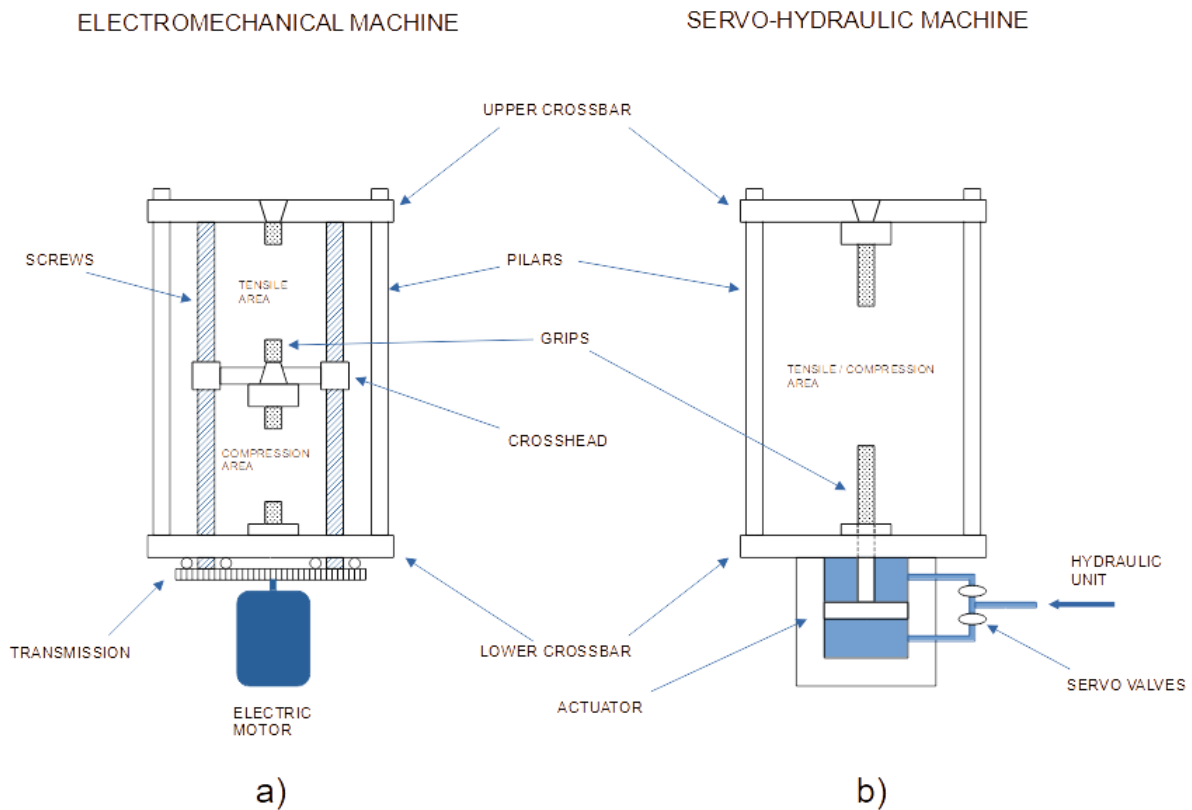 ELECTROMECHANICAL MACHINE
SERVO-HYDRAULIC MACHINE
UPPER CROSSBAR
SCREWS
TENSILE
AREA
PILARS
GRIPS
TENSILE / COMPRESSION
AREA
CROSSHEAD
COMPRESSION
AREA
HYDRAULIC
UNIT
TRANSMISSION
LOWER CROSSBAR
SERVO VALVES
ACTUATOR
ELECTRIC
MOTOR
a)
b)